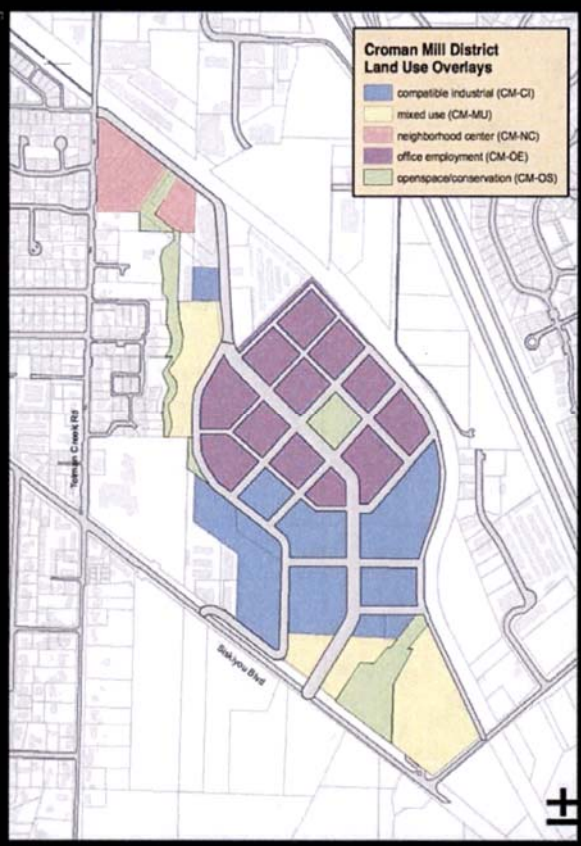 Croman Mill District
Land Use Overlays
compatible industrial (CM-CI)
mixed use (CM-MU)
neighborhood center (CM-NC)
office employment (CM-OE)
openspace/conservation (CM-OS)
Tolman Creek Rd
Siskiyou Blvd